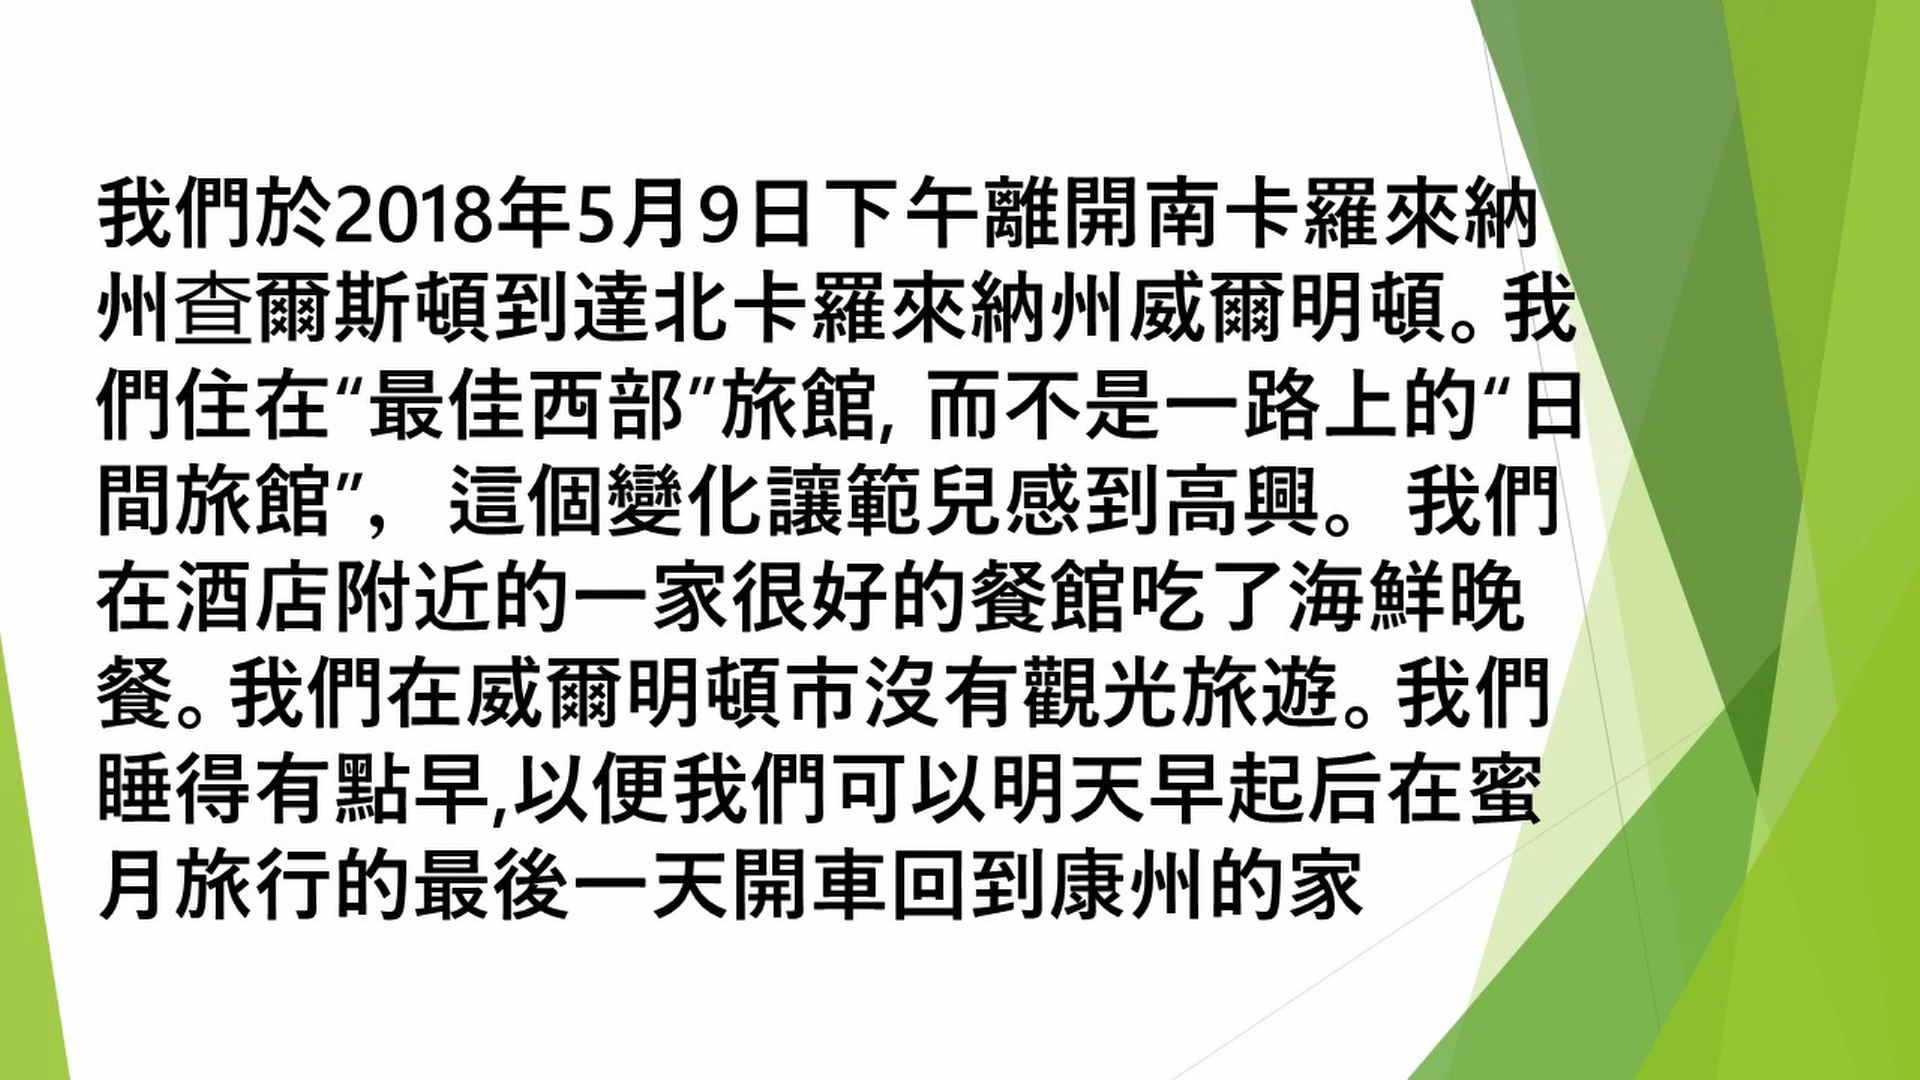 我們於2018年5月9日下午離開南卡羅來納
州查爾斯頓到達北卡羅來納州威爾明頓。我
們住在“最佳西部”旅館, 而不是一路上的“日
間旅館”， 這個變化讓範兒感到高興。 我們
在酒店附近的一家很好的餐館吃了海鮮晚
餐。我們在威爾明頓市沒有觀光旅遊。我們
睡得有點早,以便我們可以明天早起后在蜜
月旅行的最後一天開車回到康州的家